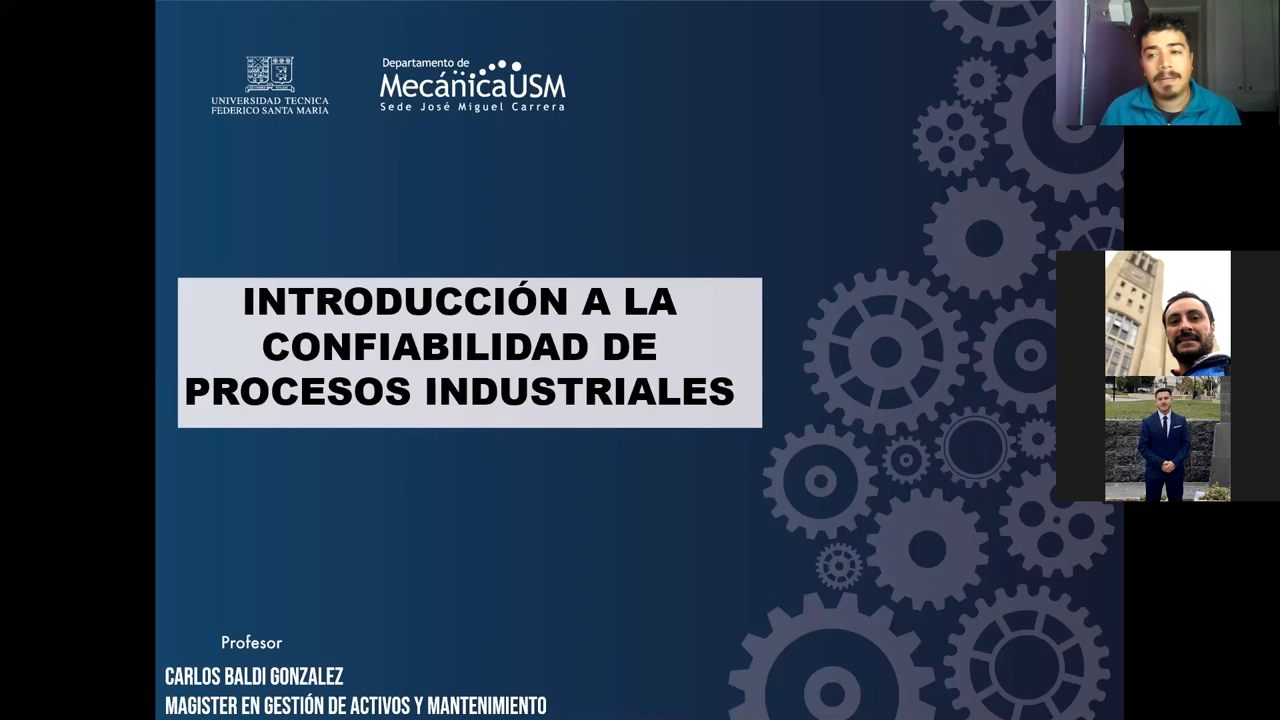 UNIVERSIDAD TECNICA
FEDERICO SANTA MARIA
Departamento de
MecánicaUSM
Sede José Miguel Carrera
INTRODUCCIÓN A LA
CONFIABILIDAD DE
PROCESOS INDUSTRIALES
Profesor
CARLOS BALDI GONZALEZ
MAGISTER EN GESTIÓN DE ACTIVOS Y MANTENIMIENTO